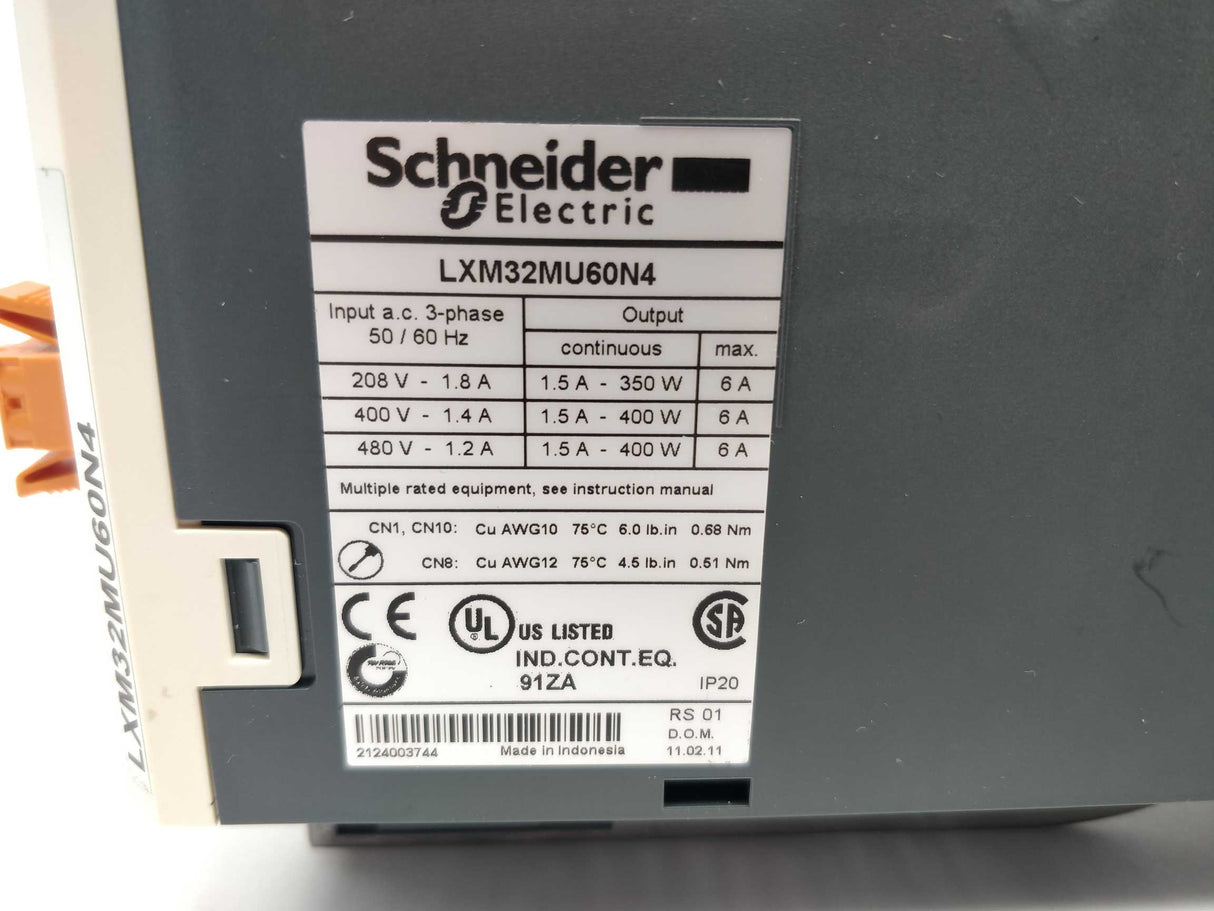 Schneider
Electric
LXM32MU60N4
Input a.c. 3-phase
50 / 60 Hz
Output
continuous
max.
208 V - 1.8 A
1.5 A - 350 W
6 A
400 V - 1.4 A
1.5 A - 400 W
6 A
480 V - 1.2 A
1.5 A - 400 W
6 A
Multiple rated equipment, see instruction manual
CN1, CN10: Cu AWG10 75°C 6.0 lb.in 0.68 Nm
CN8: Cu AWG12 75°C 4.5 lb.in 0.51 Nm
CE
UL
®
US LISTED
IND.CONT.EQ.
91ZA
SA
IP20
RS 01
D.O.M.
11.02.11
2124003744
Made in Indonesia
LXM32MU60N4